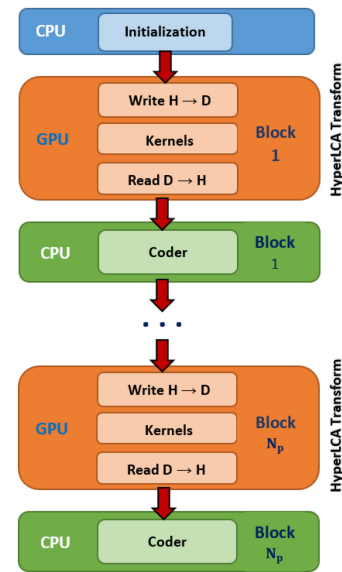 CPU
Initialization
Write H → D
GPU
Kernels
Block
1
Read D → H
HyperLCA Transform
CPU
Coder
Block
1
. . .
Write H → D
GPU
Kernels
Block
Nₚ
Read D → H
HyperLCA Transform
CPU
Coder
Block
Nₚ